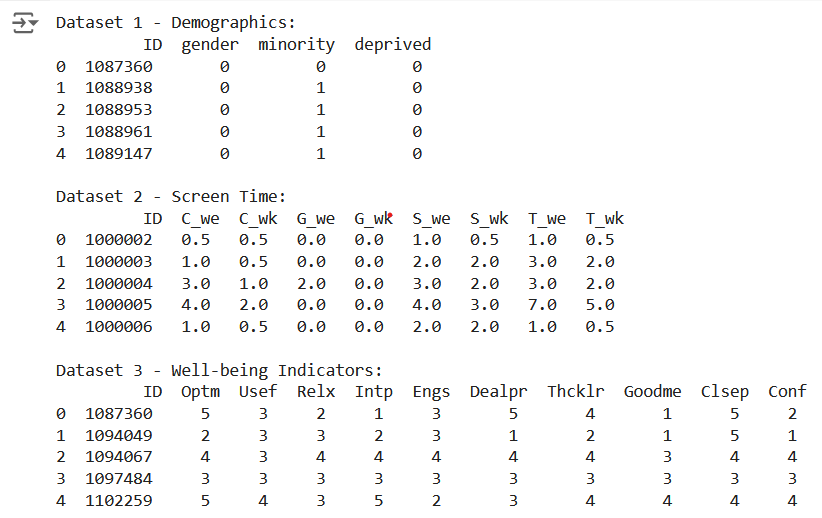 Dataset 1 - Demographics:
ID gender minority deprived
0 1087360 0 0 0
1 1088938 0 1 0
2 1088953 0 1 0
3 1088961 0 1 0
4 1089147 0 1 0
Dataset 2 - Screen Time:
ID C_we C_wk G_we G_wk S_we S_wk T_we T_wk
0 1000002 0.5 0.5 0.0 0.0 1.0 0.5 1.0 0.5
1 1000003 1.0 0.5 0.0 0.0 2.0 2.0 3.0 2.0
2 1000004 3.0 1.0 2.0 0.0 3.0 2.0 3.0 2.0
3 1000005 4.0 2.0 0.0 0.0 4.0 3.0 7.0 5.0
4 1000006 1.0 0.5 0.0 0.0 2.0 2.0 1.0 0.5
Dataset 3 - Well-being Indicators:
ID Optm Usef Relx Intp Engs Dealpr Thcklr Goodme Clsep Conf
0 1087360 5 3 2 1 3 5 4 1 5 2
1 1094049 2 3 3 2 3 1 2 1 5 1
2 1094067 4 3 4 4 4 4 4 3 4 4
3 1097484 3 3 3 3 3 3 3 3 3 3
4 1102259 5 4 3 5 2 3 4 4 4 4